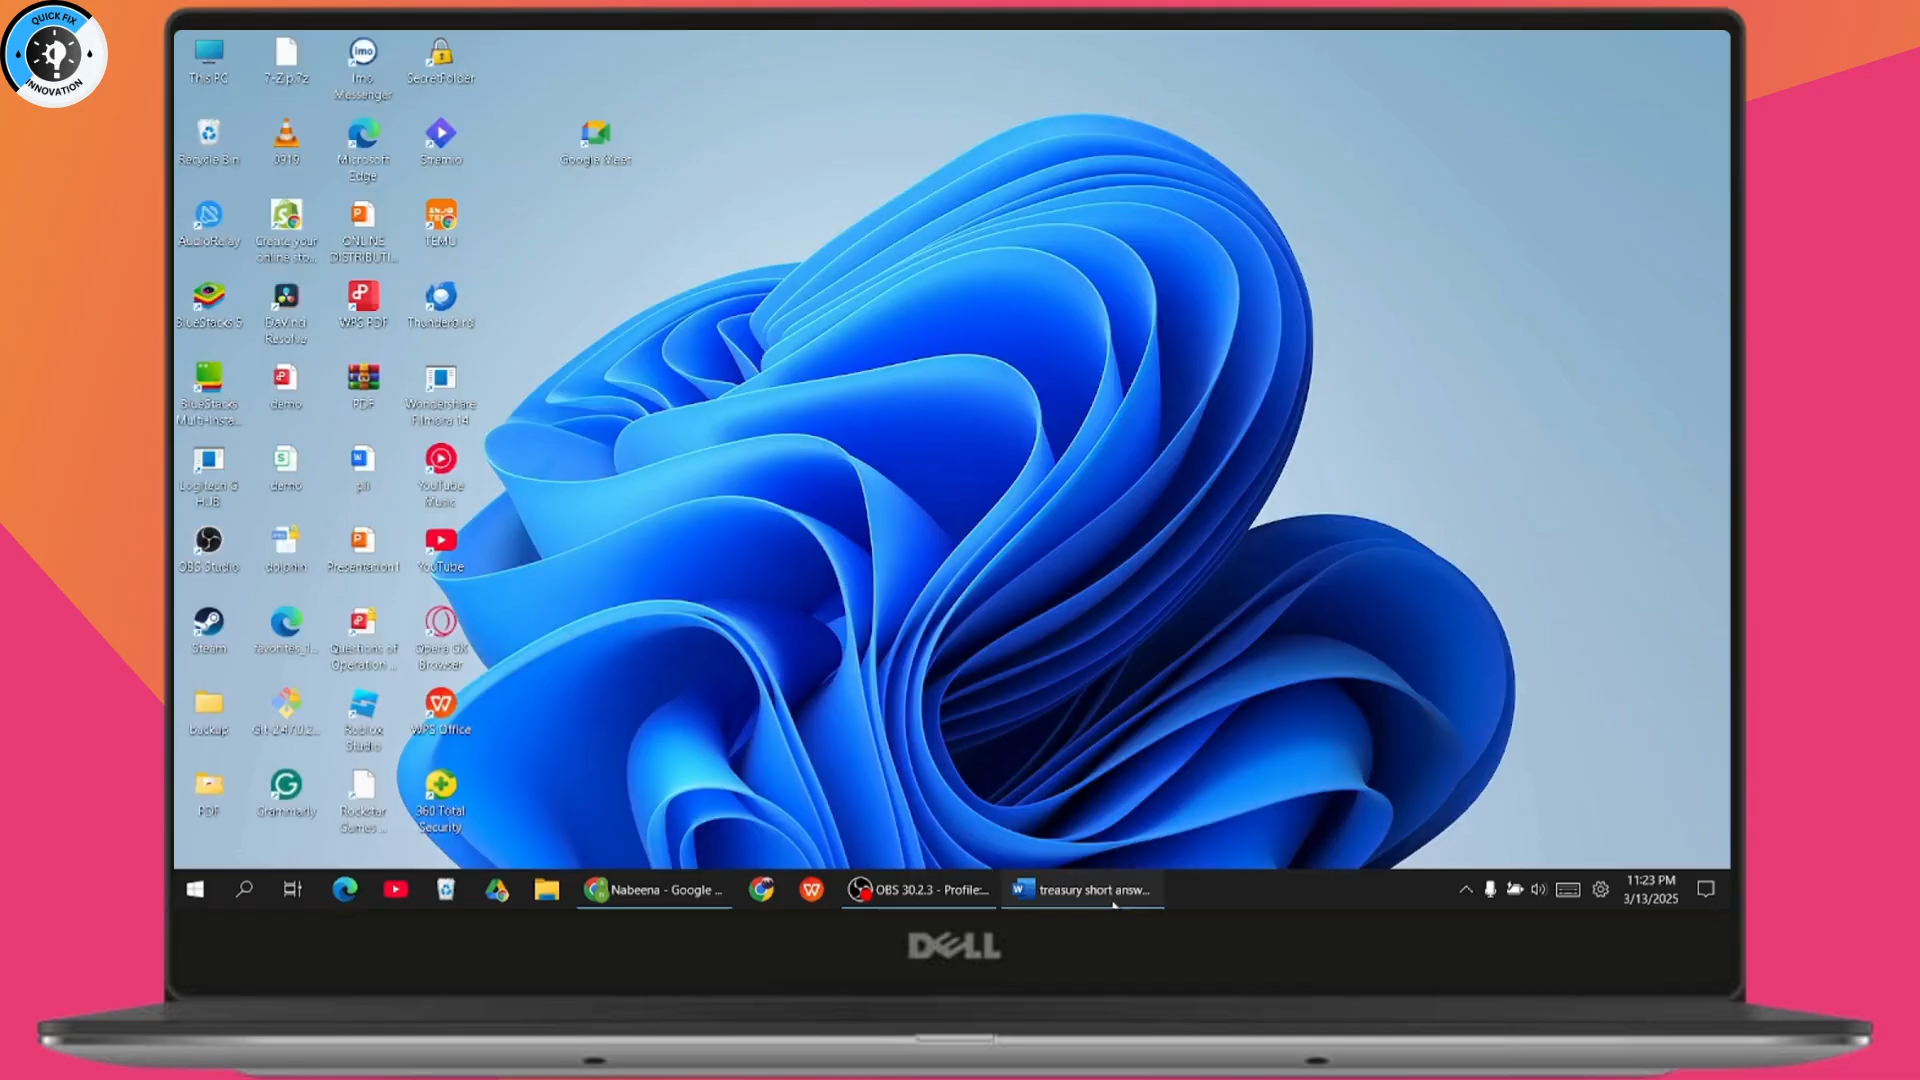 QUICK FIX
INNOVATION
This PC
7-Zip.7z
imo
Imo
Messenger
SecretFolder
Recycle Bin
0919
Microsoft
Edge
Stremio
Google Meet
AudioRelay
Create your
online sto...
ONLINE
DISTRIBUTI...
TEMU
BlueStacks 5
DaVinci
Resolve
WPS PDF
Thunderbird
BlueStacks
Multi-Insta...
demo
PDF
Wondershare
Filmora 14
Logitech G
HUB
demo
pli
YouTube
Music
OBS Studio
dolphin
Presentation1
YouTube
Steam
favorites_1...
Questions of
Operation ...
Opera GX
Browser
backup
Git-2.47.0.2...
Roblox
Studio
WPS Office
PDF
Grammarly
Rockstar
Games ...
360 Total
Security
Nabeena - Google ...
OBS 30.2.3 - Profile:...
treasury short answ...
11:23 PM
3/13/2025
DELL